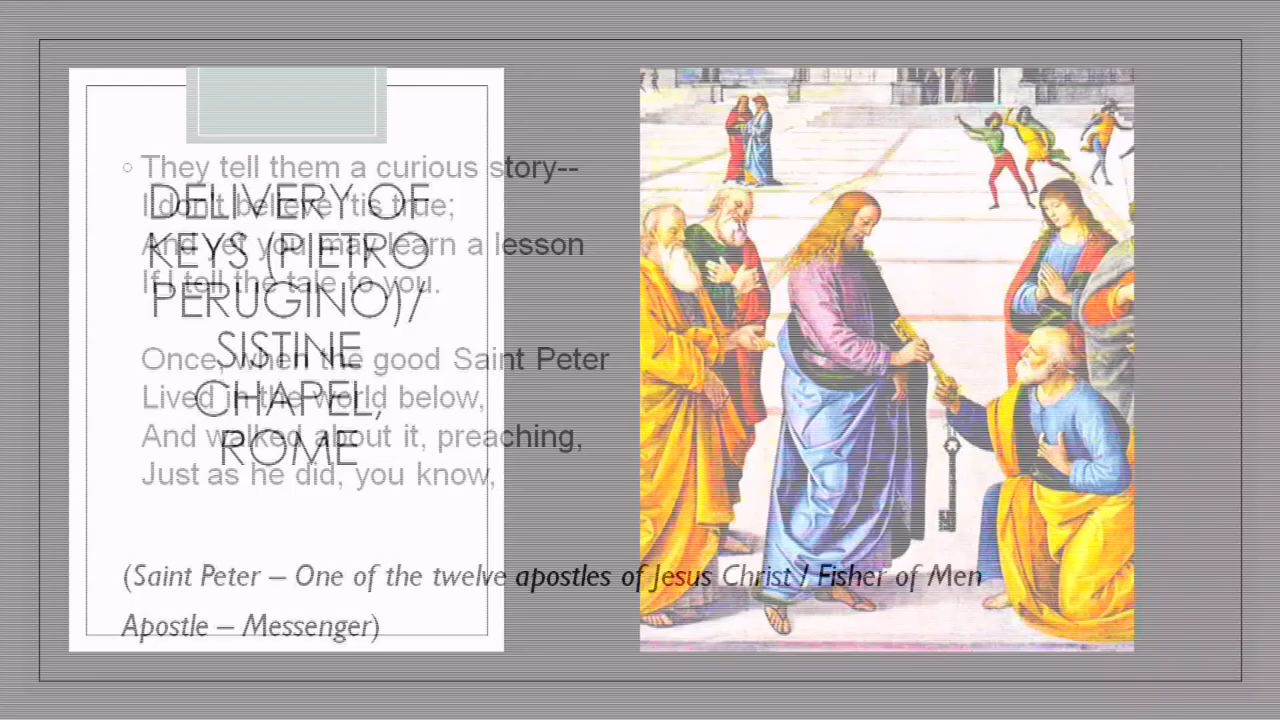 They tell them a curious story--
I don't believe 'tis true;
And yet you may learn a lesson
If I tell the tale to you.
Once, when the good Saint Peter
Lived in the world below,
And walked about it, preaching,
Just as he did, you know,
(Saint Peter – One of the twelve apostles of Jesus Christ / Fisher of Men
Apostle – Messenger)
DELIVERY OF
KEYS (PIETRO
PERUGINO)/
SISTINE
CHAPEL,
ROME